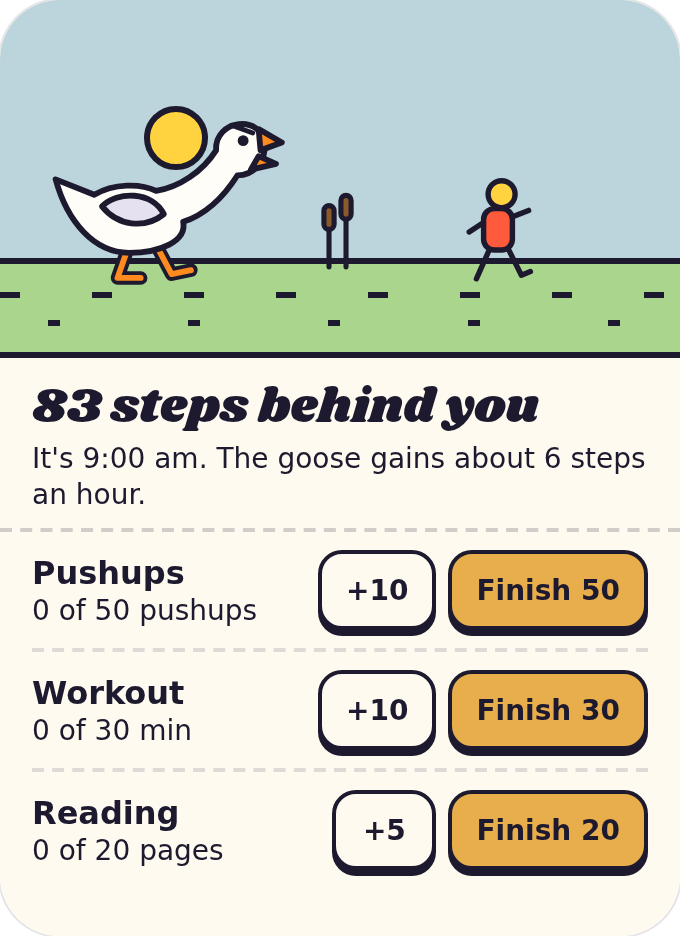 83 steps behind you
It's 9:00 am. The goose gains about 6 steps
an hour.
Pushups
0 of 50 pushups
+10
Finish 50
Workout
0 of 30 min
+10
Finish 30
Reading
0 of 20 pages
+5
Finish 20